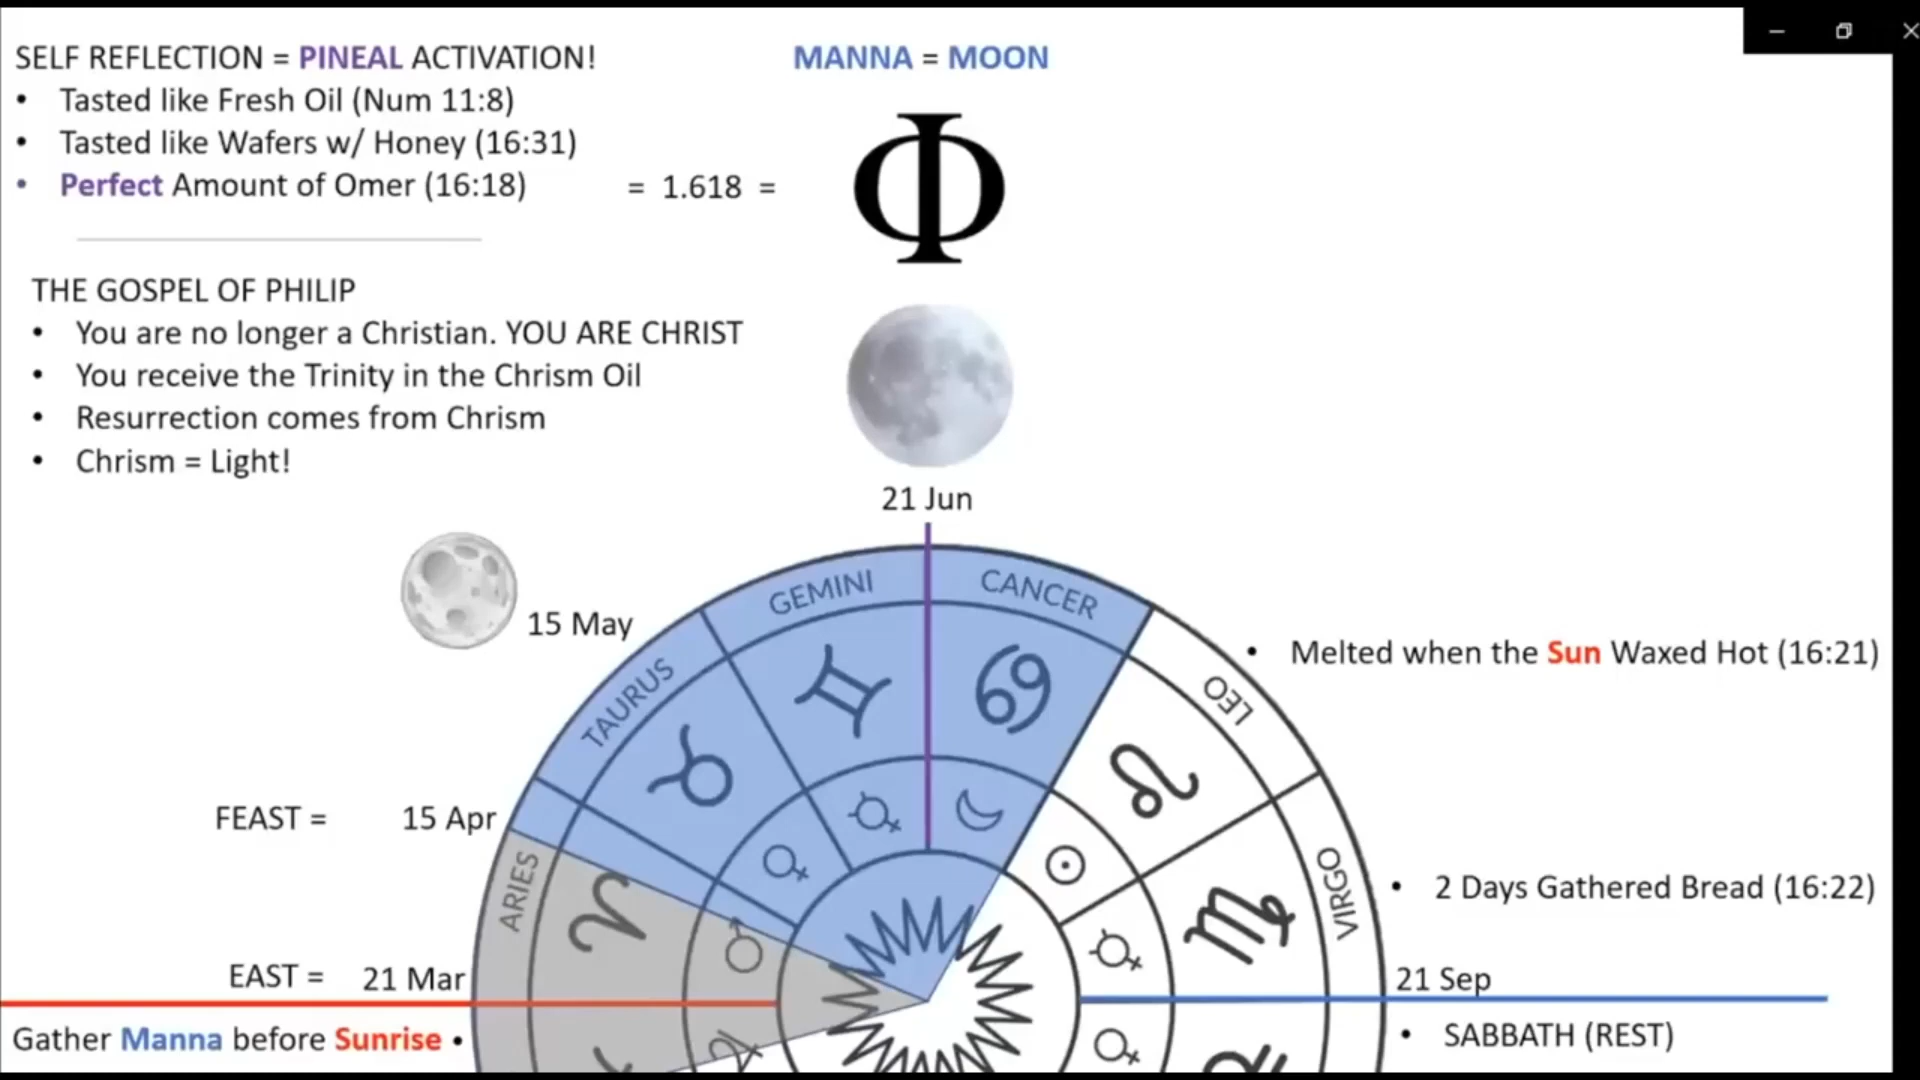 SELF REFLECTION = PINEAL ACTIVATION!
• Tasted like Fresh Oil (Num 11:8)
• Tasted like Wafers w/ Honey (16:31)
• Perfect Amount of Omer (16:18)
= 1.618 =
MANNA = MOON
Φ
THE GOSPEL OF PHILIP
• You are no longer a Christian. YOU ARE CHRIST
• You receive the Trinity in the Chrism Oil
• Resurrection comes from Chrism
• Chrism = Light!
21 Jun
15 May
GEMINI
CANCER
TAURUS
LEO
• Melted when the Sun Waxed Hot (16:21)
FEAST = 15 Apr
ARIES
VIRGO
• 2 Days Gathered Bread (16:22)
EAST = 21 Mar
21 Sep
Gather Manna before Sunrise •
• SABBATH (REST)